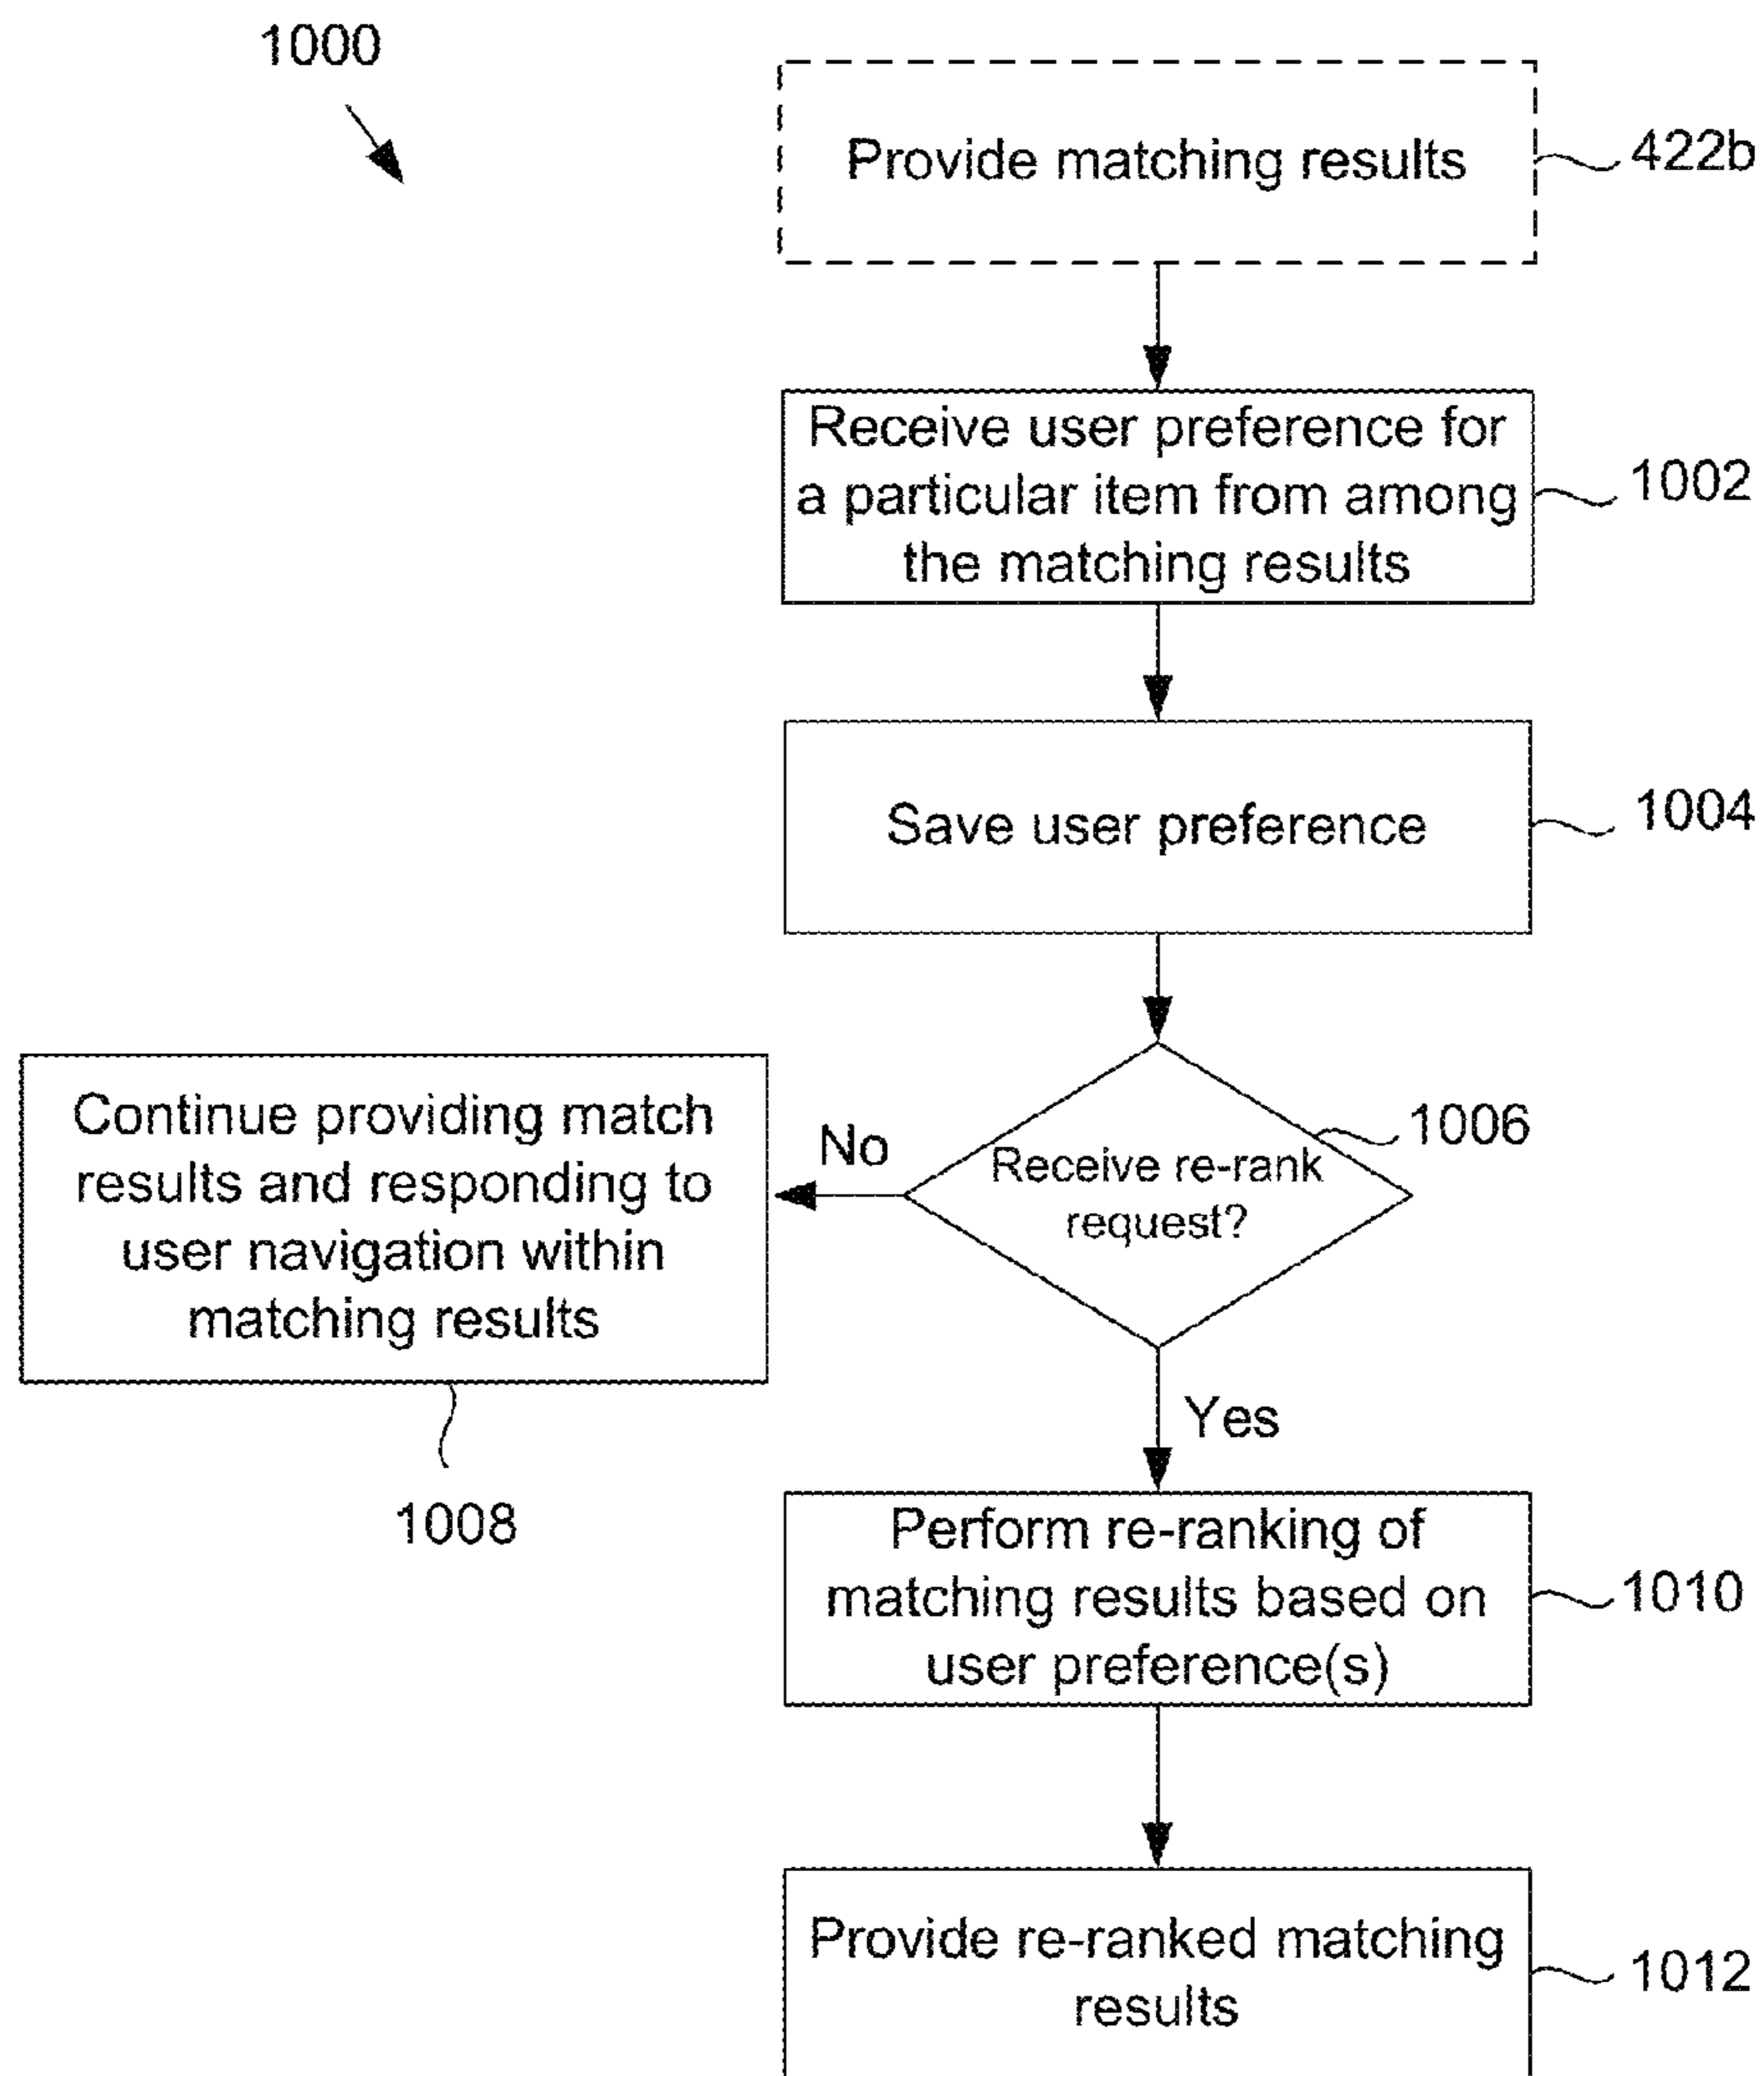 1000
Provide matching results
422b
Receive user preference for
a particular item from among
the matching results
1002
Save user preference
1004
Receive re-rank
request?
1006
No
Continue providing match
results and responding to
user navigation within
matching results
1008
Yes
Perform re-ranking of
matching results based on
user preference(s)
1010
Provide re-ranked matching
results
1012